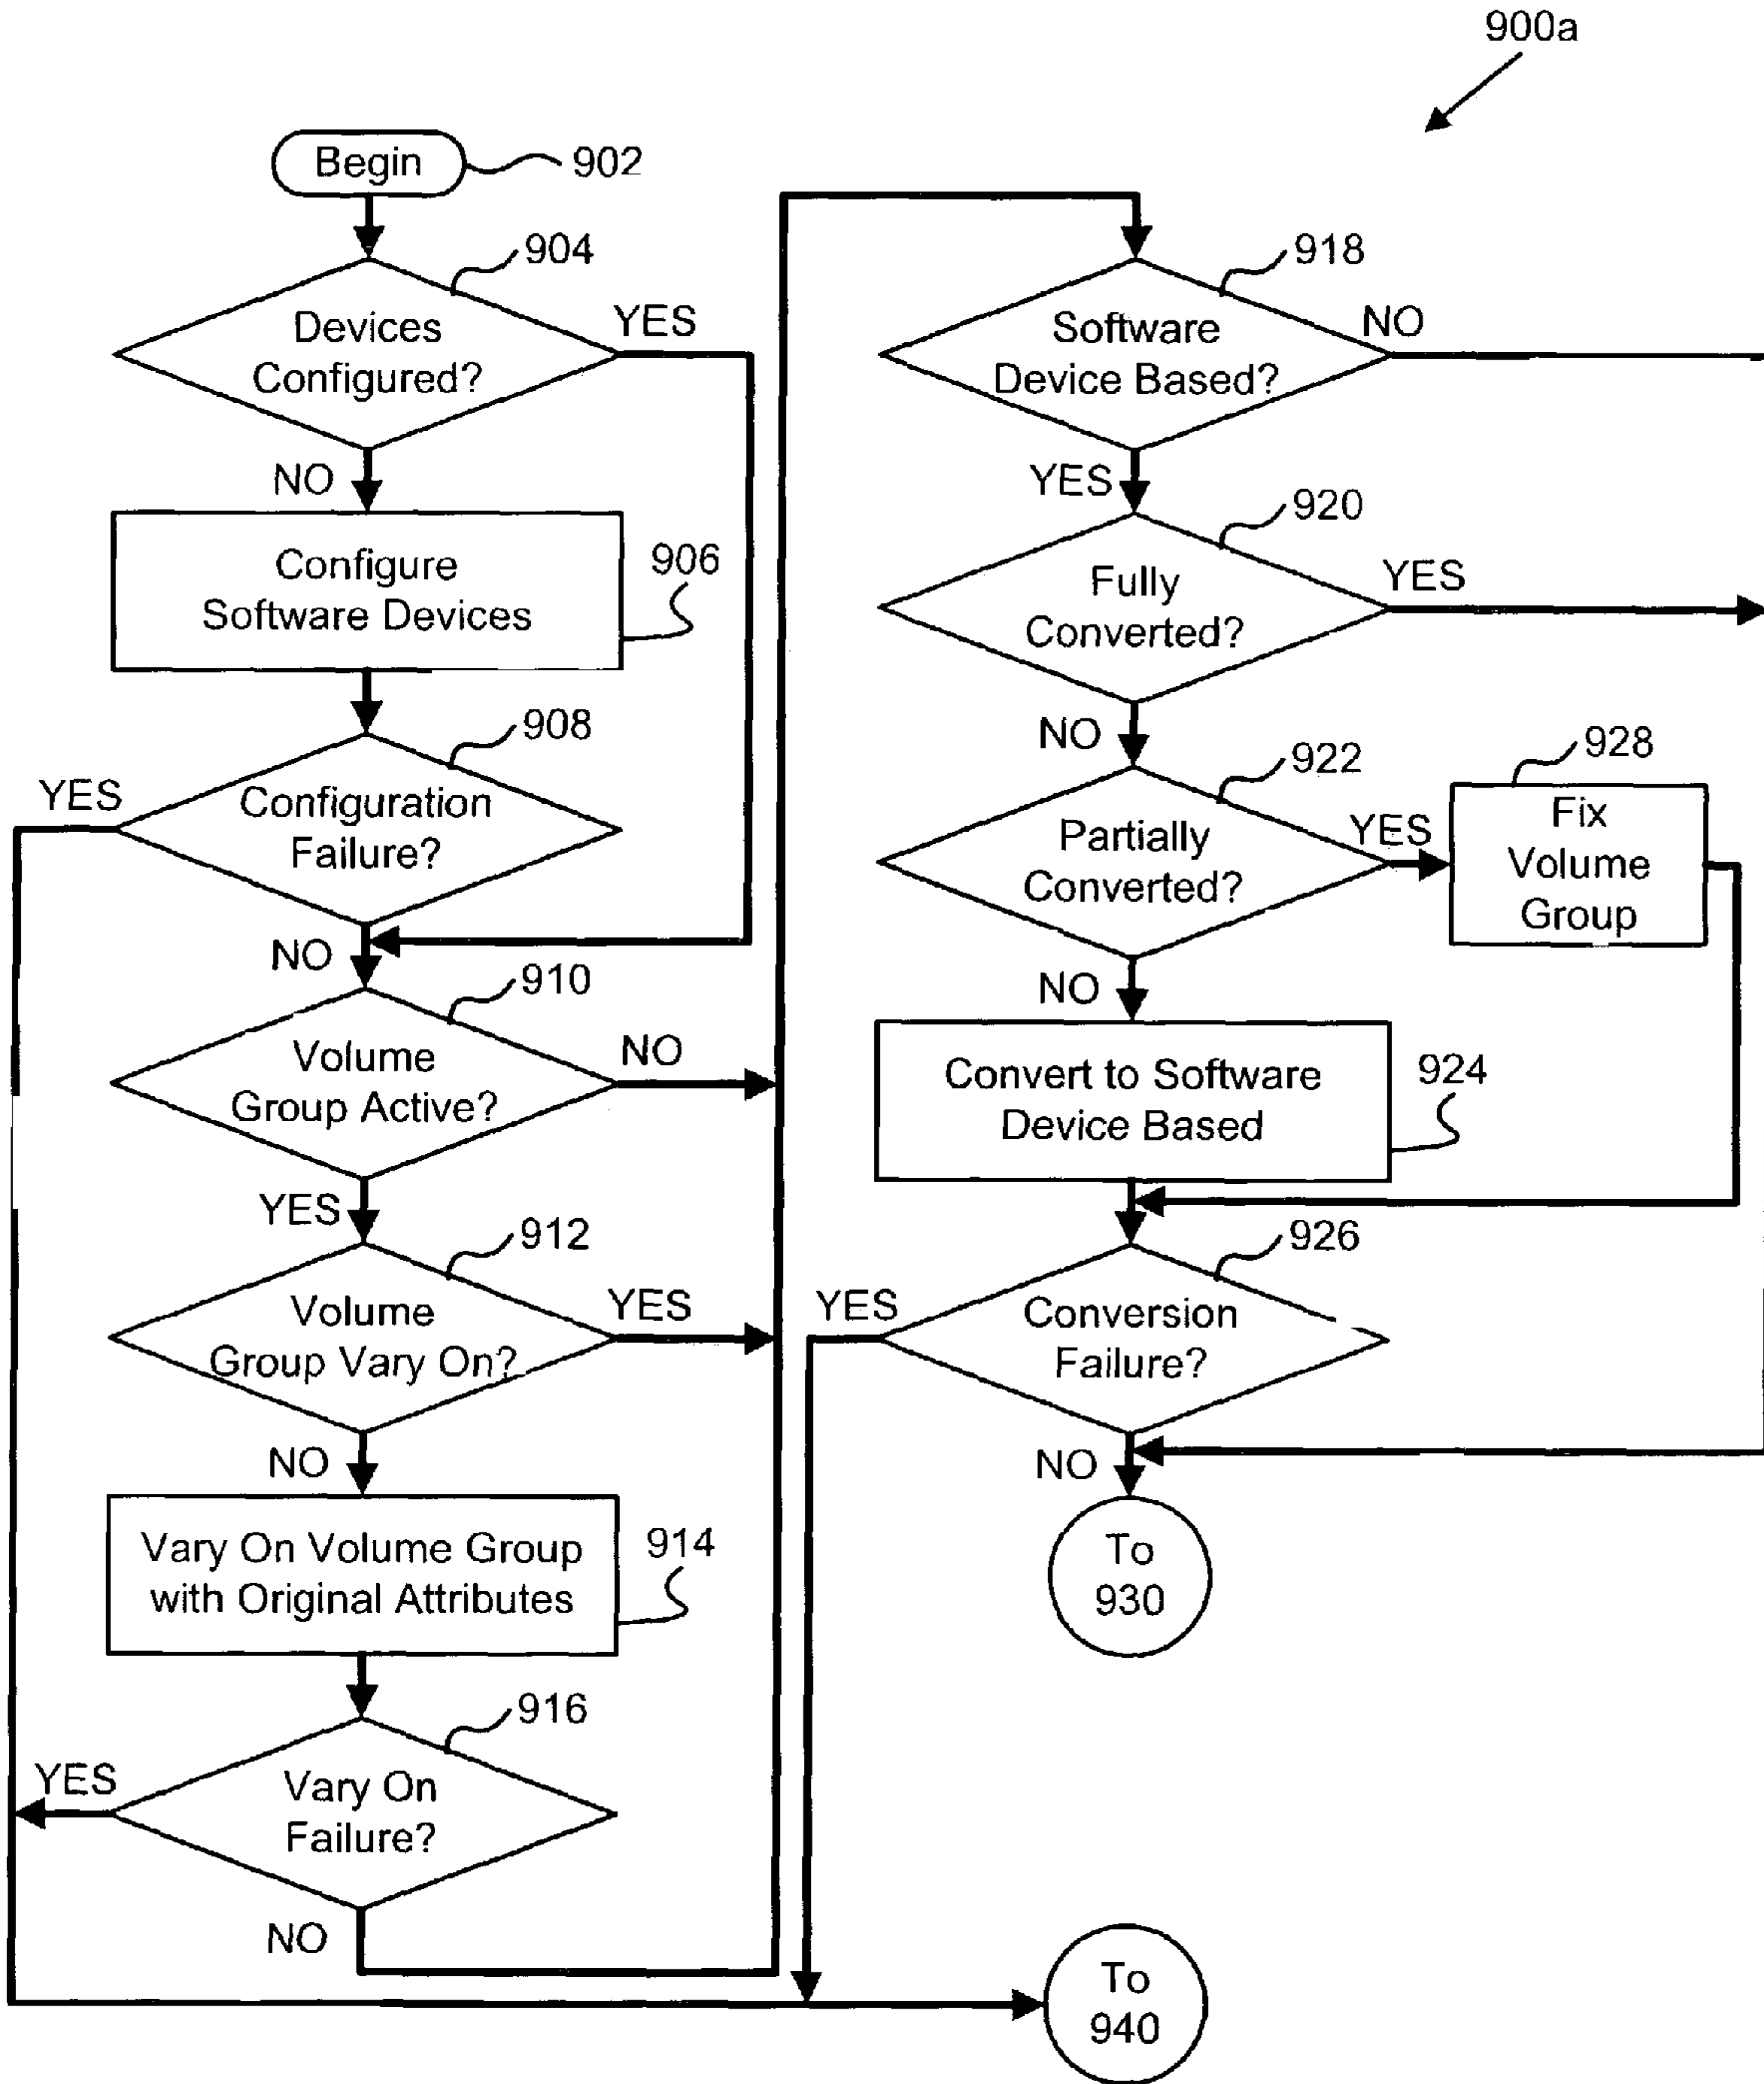 900a
Begin
902
904
Devices
Configured?
YES
NO
Configure
Software Devices
906
908
YES
Configuration
Failure?
NO
910
Volume
Group Active?
NO
YES
912
Volume
Group Vary On?
YES
NO
Vary On Volume Group
with Original Attributes
914
916
YES
Vary On
Failure?
NO
918
Software
Device Based?
NO
YES
920
Fully
Converted?
YES
NO
922
Partially
Converted?
YES
928
Fix
Volume
Group
NO
Convert to Software
Device Based
924
926
YES
Conversion
Failure?
NO
To
930
To
940